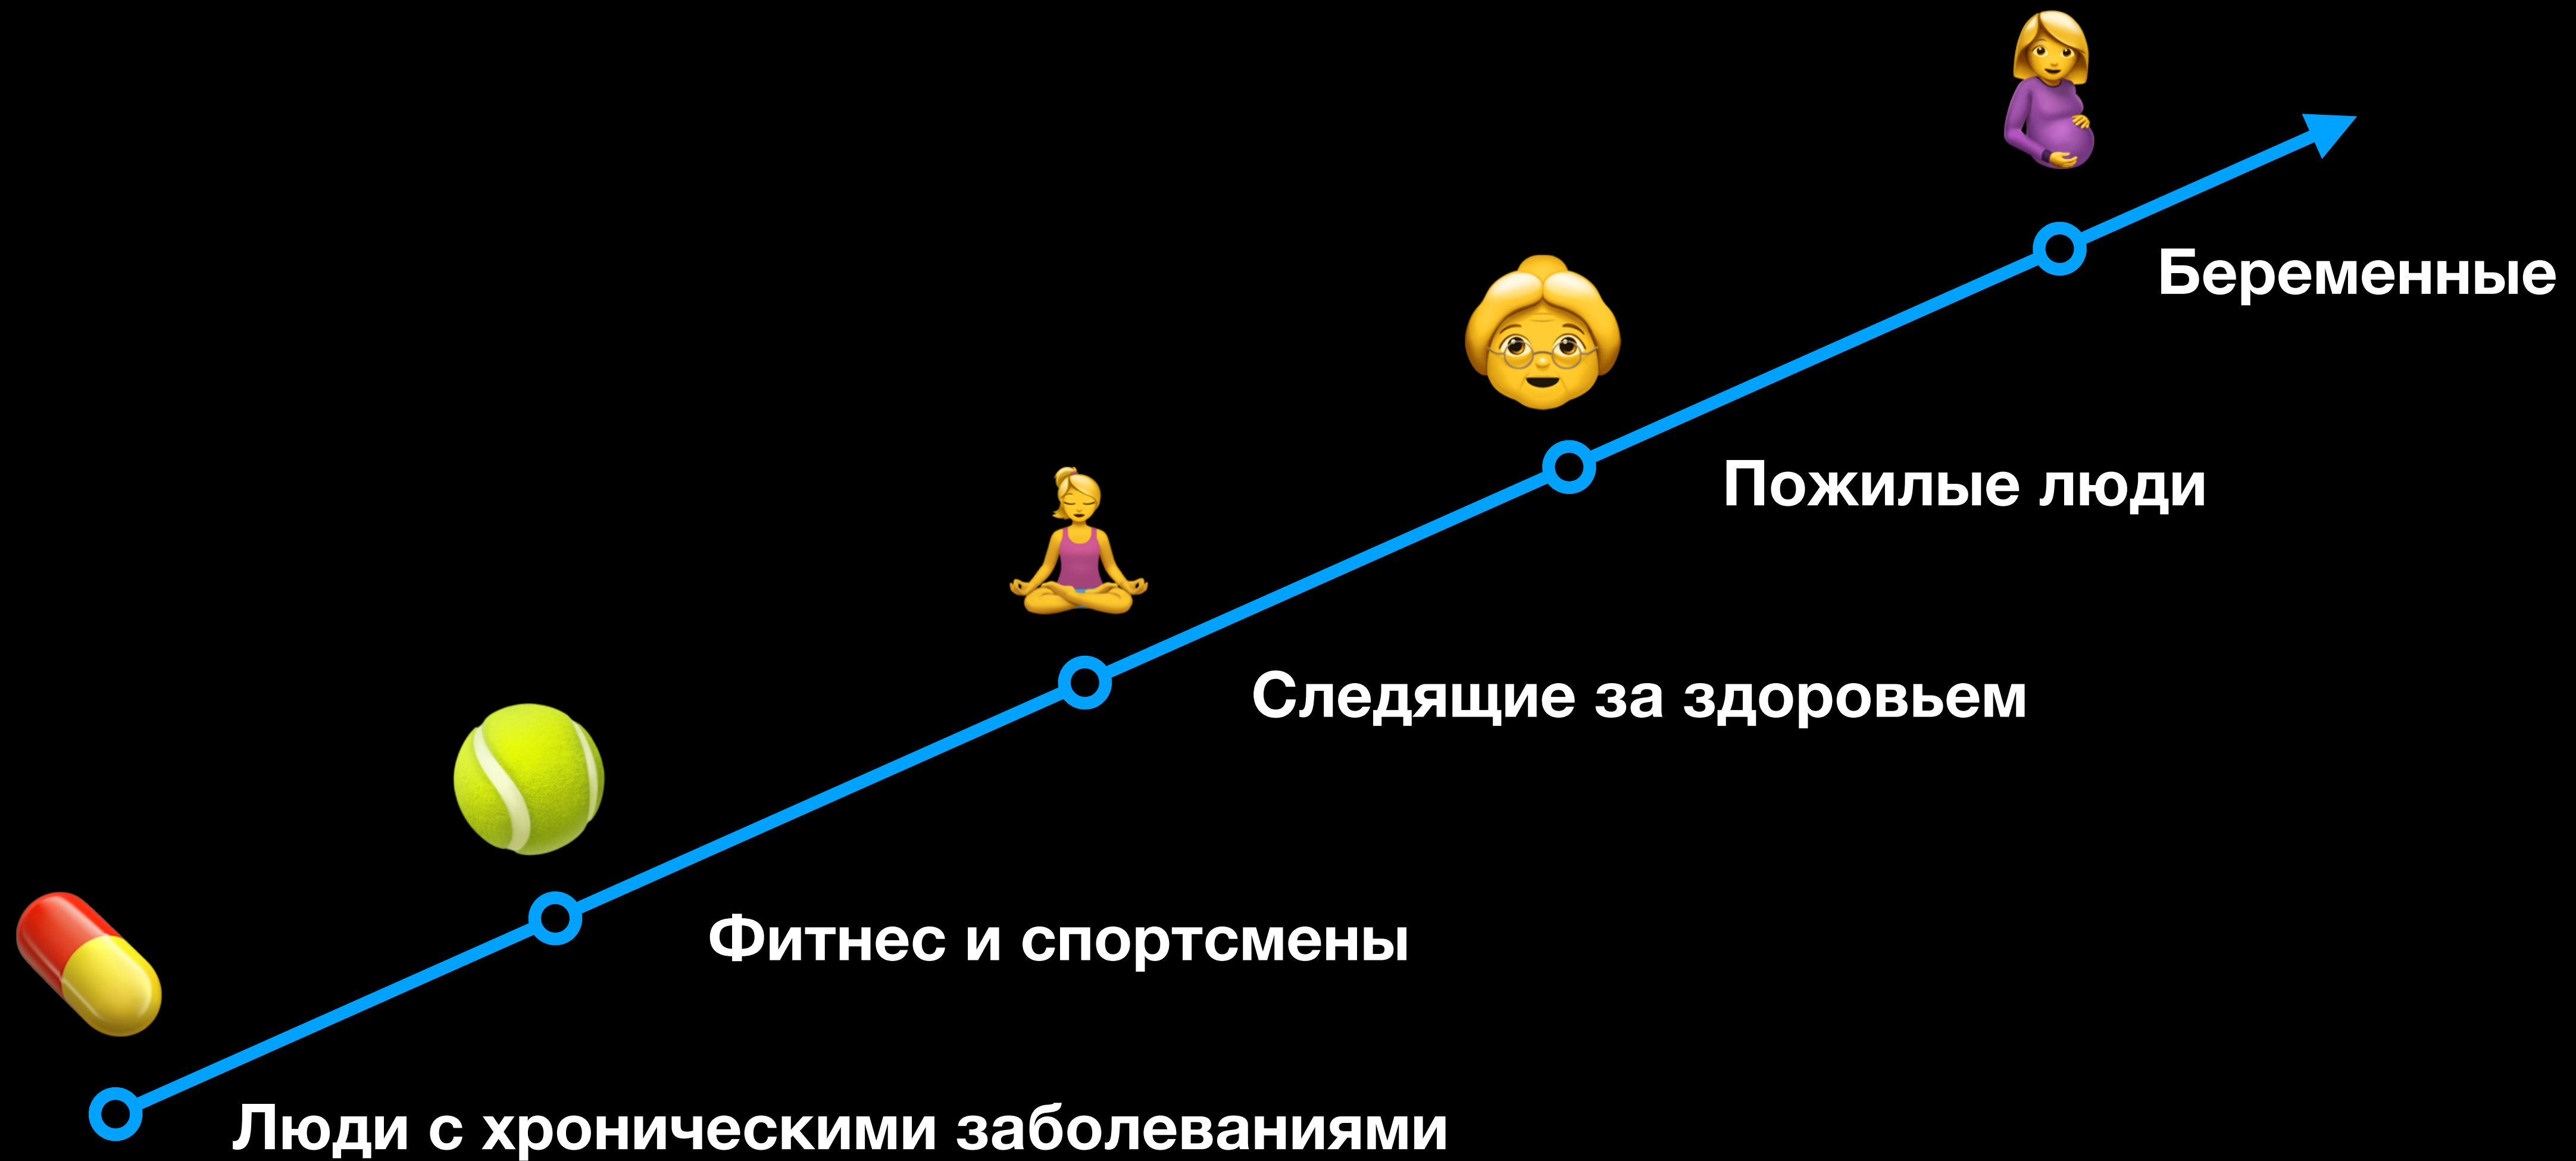 Беременные
Пожилые люди
Следящие за здоровьем
Фитнес и спортсмены
Люди с хроническими заболеваниями